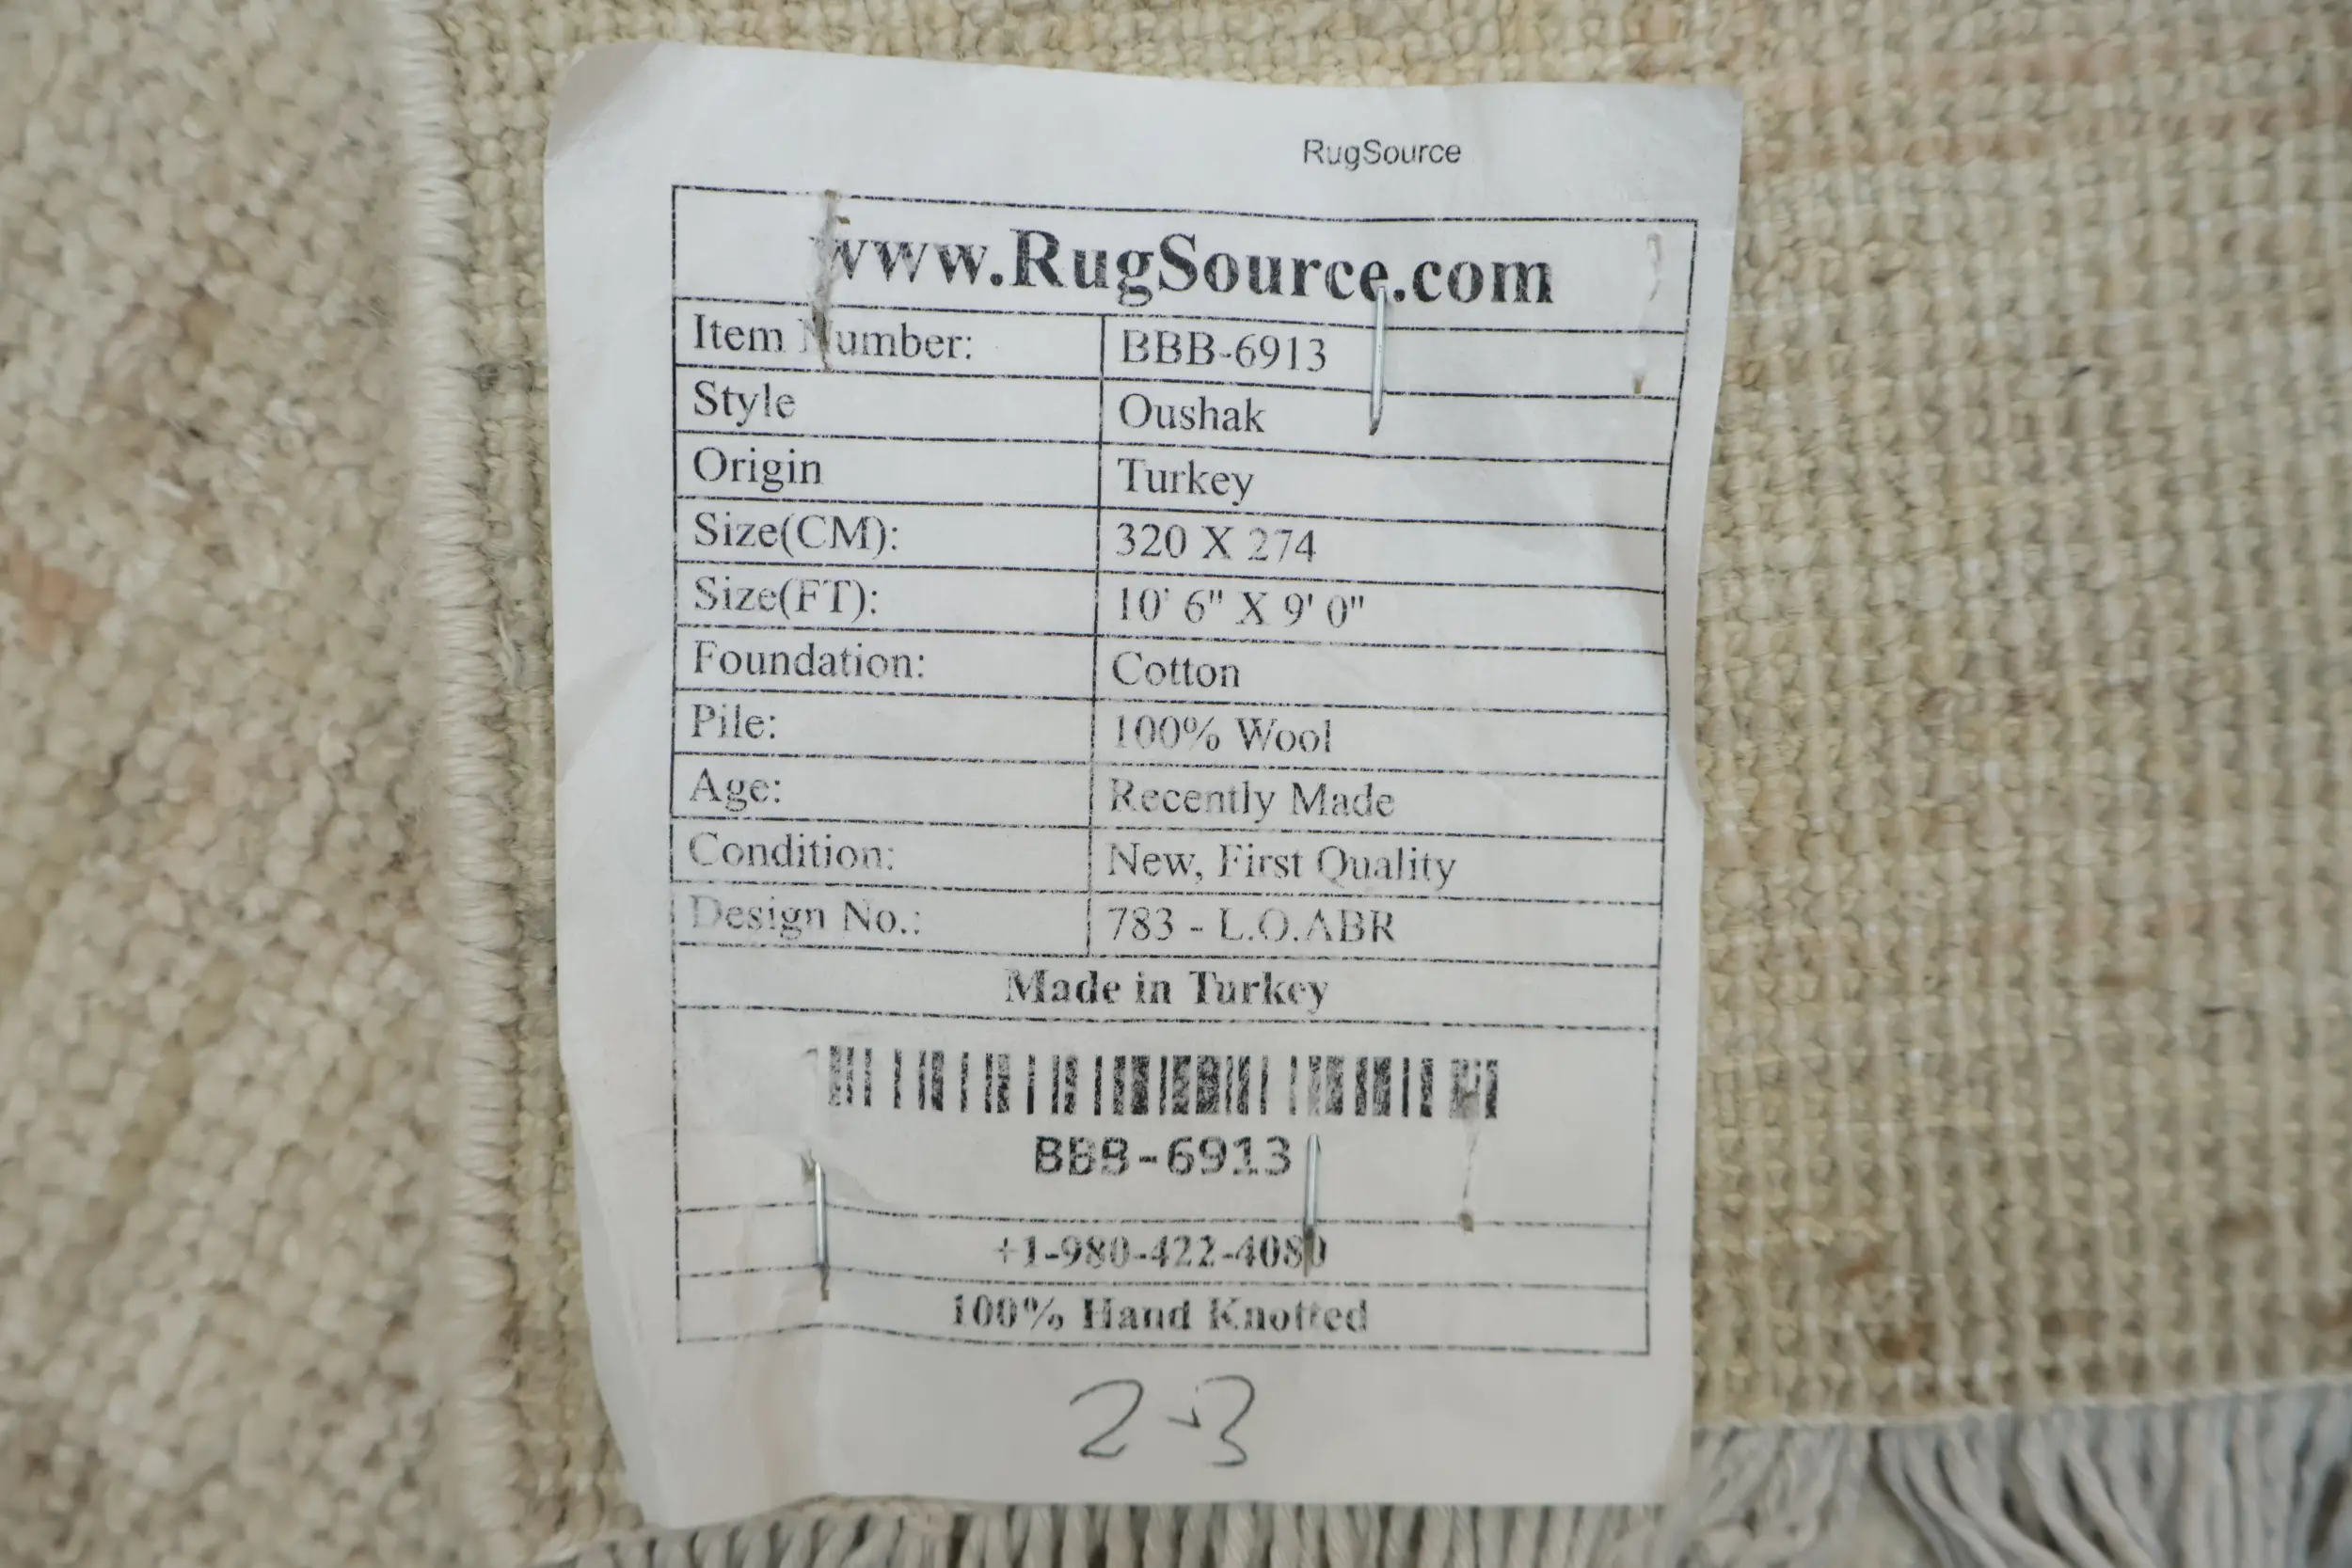 RugSource
www.RugSource.com
Item Number: BBB-6913
Style Oushak
Origin Turkey
Size(CM): 320 X 274
Size(FT): 10' 6" X 9' 0"
Foundation: Cotton
Pile: 100% Wool
Age: Recently Made
Condition: New, First Quality
Design No.: 783 - L.O.ABR
Made in Turkey
BBB-6913
+1-980-422-4080
100% Hand Knotted
2-3